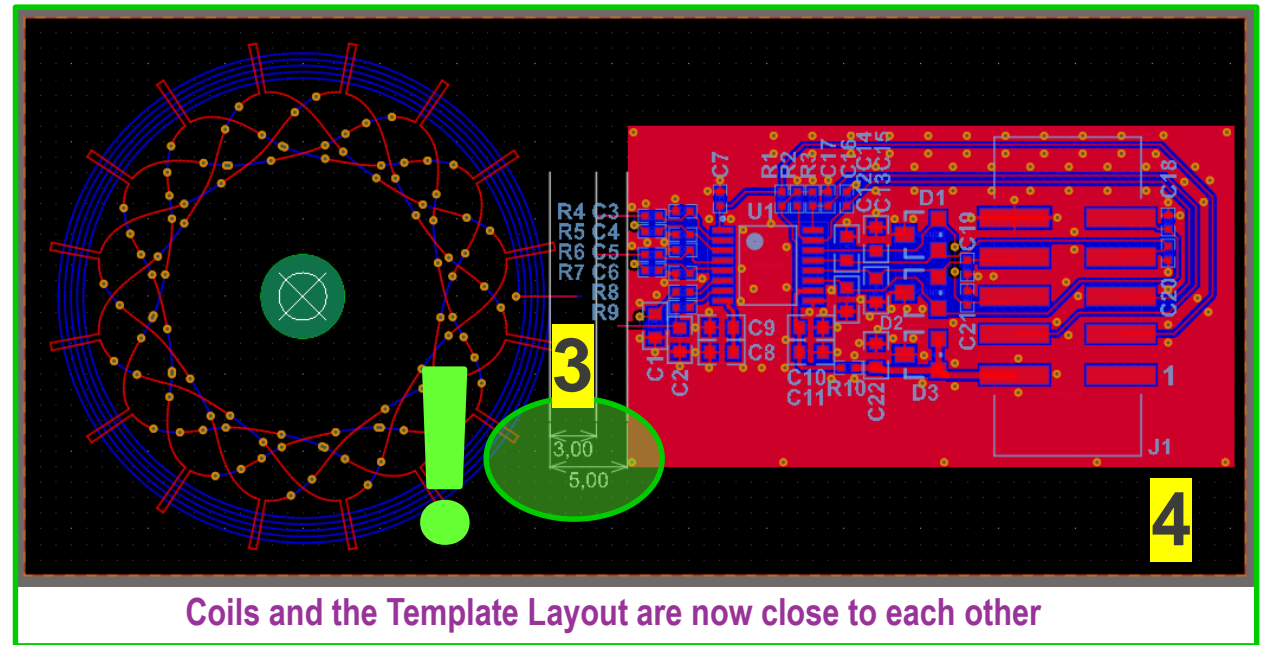 C7
R1
R2
R3
C17
C16
C12 C14
C13 C15
R4 C3
R5 C4
R6 C5
R7 C6
R8
R9
U1
D1
C19
C18
C20
C21
C1
C2
C9
C8
C10
C11
R10
C22
D2
D3
1
J1
3
3,00
5,00
4
Coils and the Template Layout are now close to each other